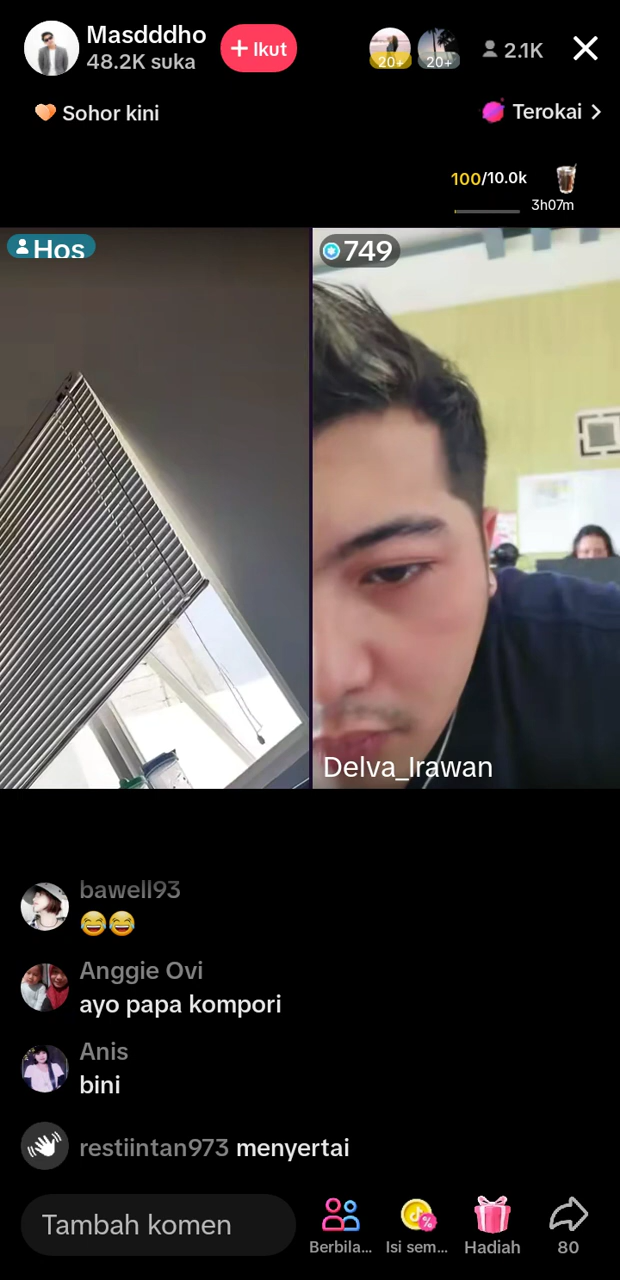 Masdddho
48.2K suka
+ Ikut
20+
20+
2.1K
Sohor kini
Terokai
100/10.0k
3h07m
Hos
749
Delva_Irawan
bawell93
😂😂
Anggie Ovi
ayo papa kompori
Anis
bini
restiintan973 menyertai
Tambah komen
Berbila...
Isi sem...
Hadiah
80